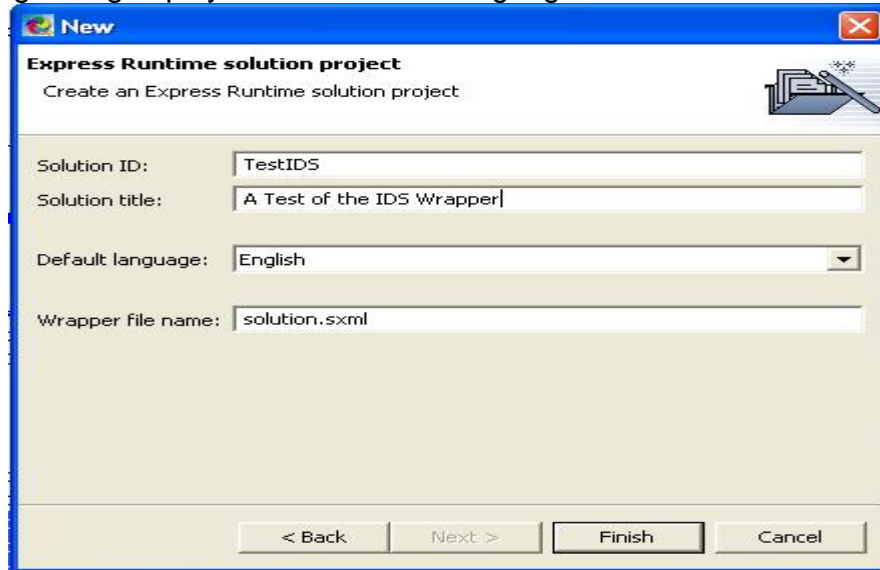 New
Express Runtime solution project
Create an Express Runtime solution project
Solution ID: TestIDS
Solution title: A Test of the IDS Wrapper
Default language: English
Wrapper file name: solution.sxml
< Back Next > Finish Cancel